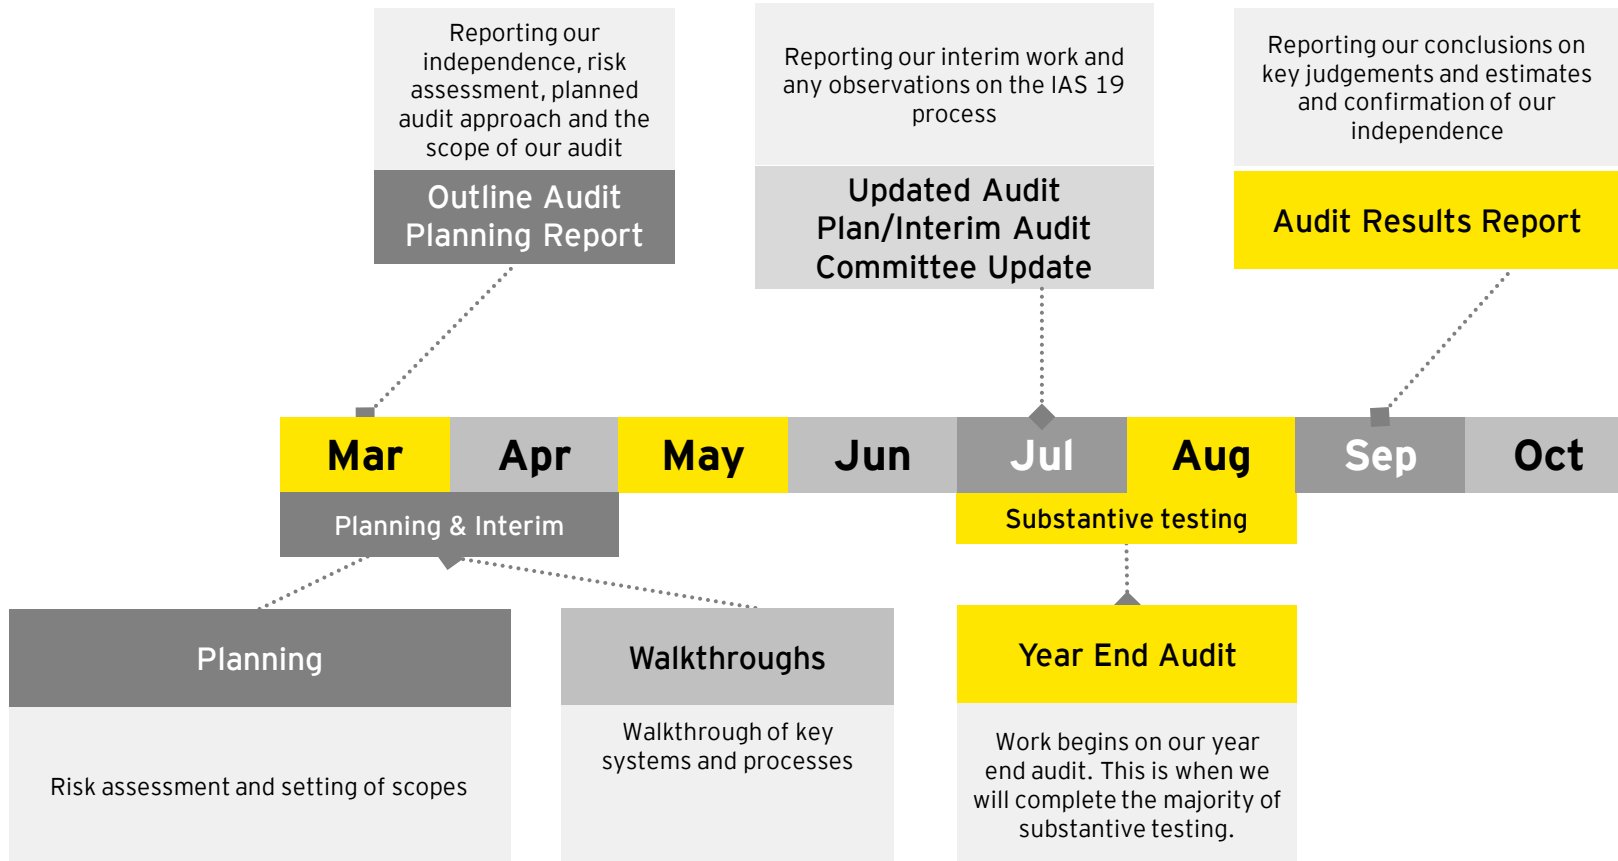 Reporting our
independence, risk
assessment, planned
audit approach and the
scope of our audit
Outline Audit
Planning Report
Reporting our interim work and
any observations on the IAS 19
process
Updated Audit
Plan/Interim Audit
Committee Update
Reporting our conclusions on
key judgements and estimates
and confirmation of our
independence
Audit Results Report
Mar
Apr
May
Jun
Jul
Aug
Sep
Oct
Planning & Interim
Substantive testing
Planning
Risk assessment and setting of scopes
Walkthroughs
Walkthrough of key
systems and processes
Year End Audit
Work begins on our year
end audit. This is when we
will complete the majority of
substantive testing.